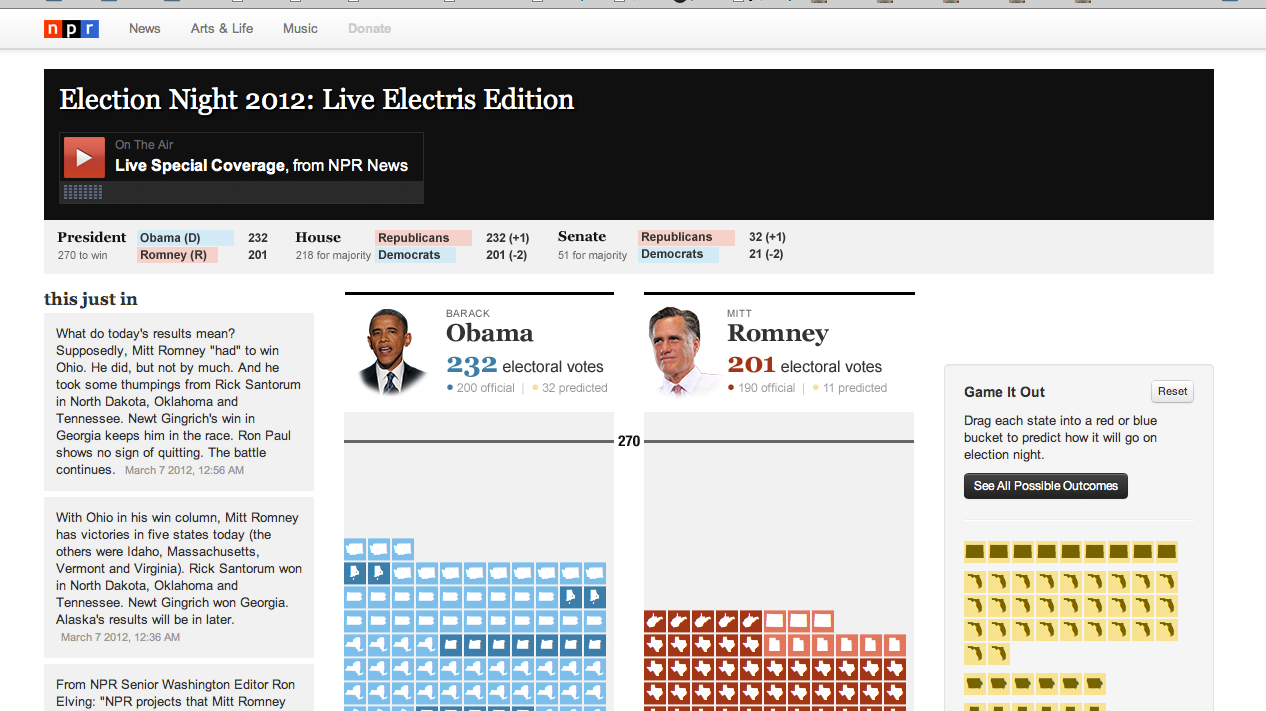 npr News Arts & Life Music Donate
Election Night 2012: Live Electris Edition
On The Air
Live Special Coverage, from NPR News
President Obama (D) 232 House Republicans 232 (+1) Senate Republicans 32 (+1)
270 to win Romney (R) 201 218 for majority Democrats 201 (-2) 51 for majority Democrats 21 (-2)
this just in
What do today's results mean?
Supposedly, Mitt Romney "had" to win
Ohio. He did, but not by much. And he
took some thumpings from Rick Santorum
in North Dakota, Oklahoma and
Tennessee. Newt Gingrich's win in
Georgia keeps him in the race. Ron Paul
shows no sign of quitting. The battle
continues. March 7 2012, 12:56 AM
With Ohio in his win column, Mitt Romney
has victories in five states today (the
others were Idaho, Massachusetts,
Vermont and Virginia). Rick Santorum won
in North Dakota, Oklahoma and
Tennessee. Newt Gingrich won Georgia.
Alaska's results will be in later.
March 7 2012, 12:36 AM
From NPR Senior Washington Editor Ron
Elving: "NPR projects that Mitt Romney
BARACK
Obama
232 electoral votes
200 official | 32 predicted
MITT
Romney
201 electoral votes
190 official | 11 predicted
270
Game It Out Reset
Drag each state into a red or blue
bucket to predict how it will go on
election night.
See All Possible Outcomes